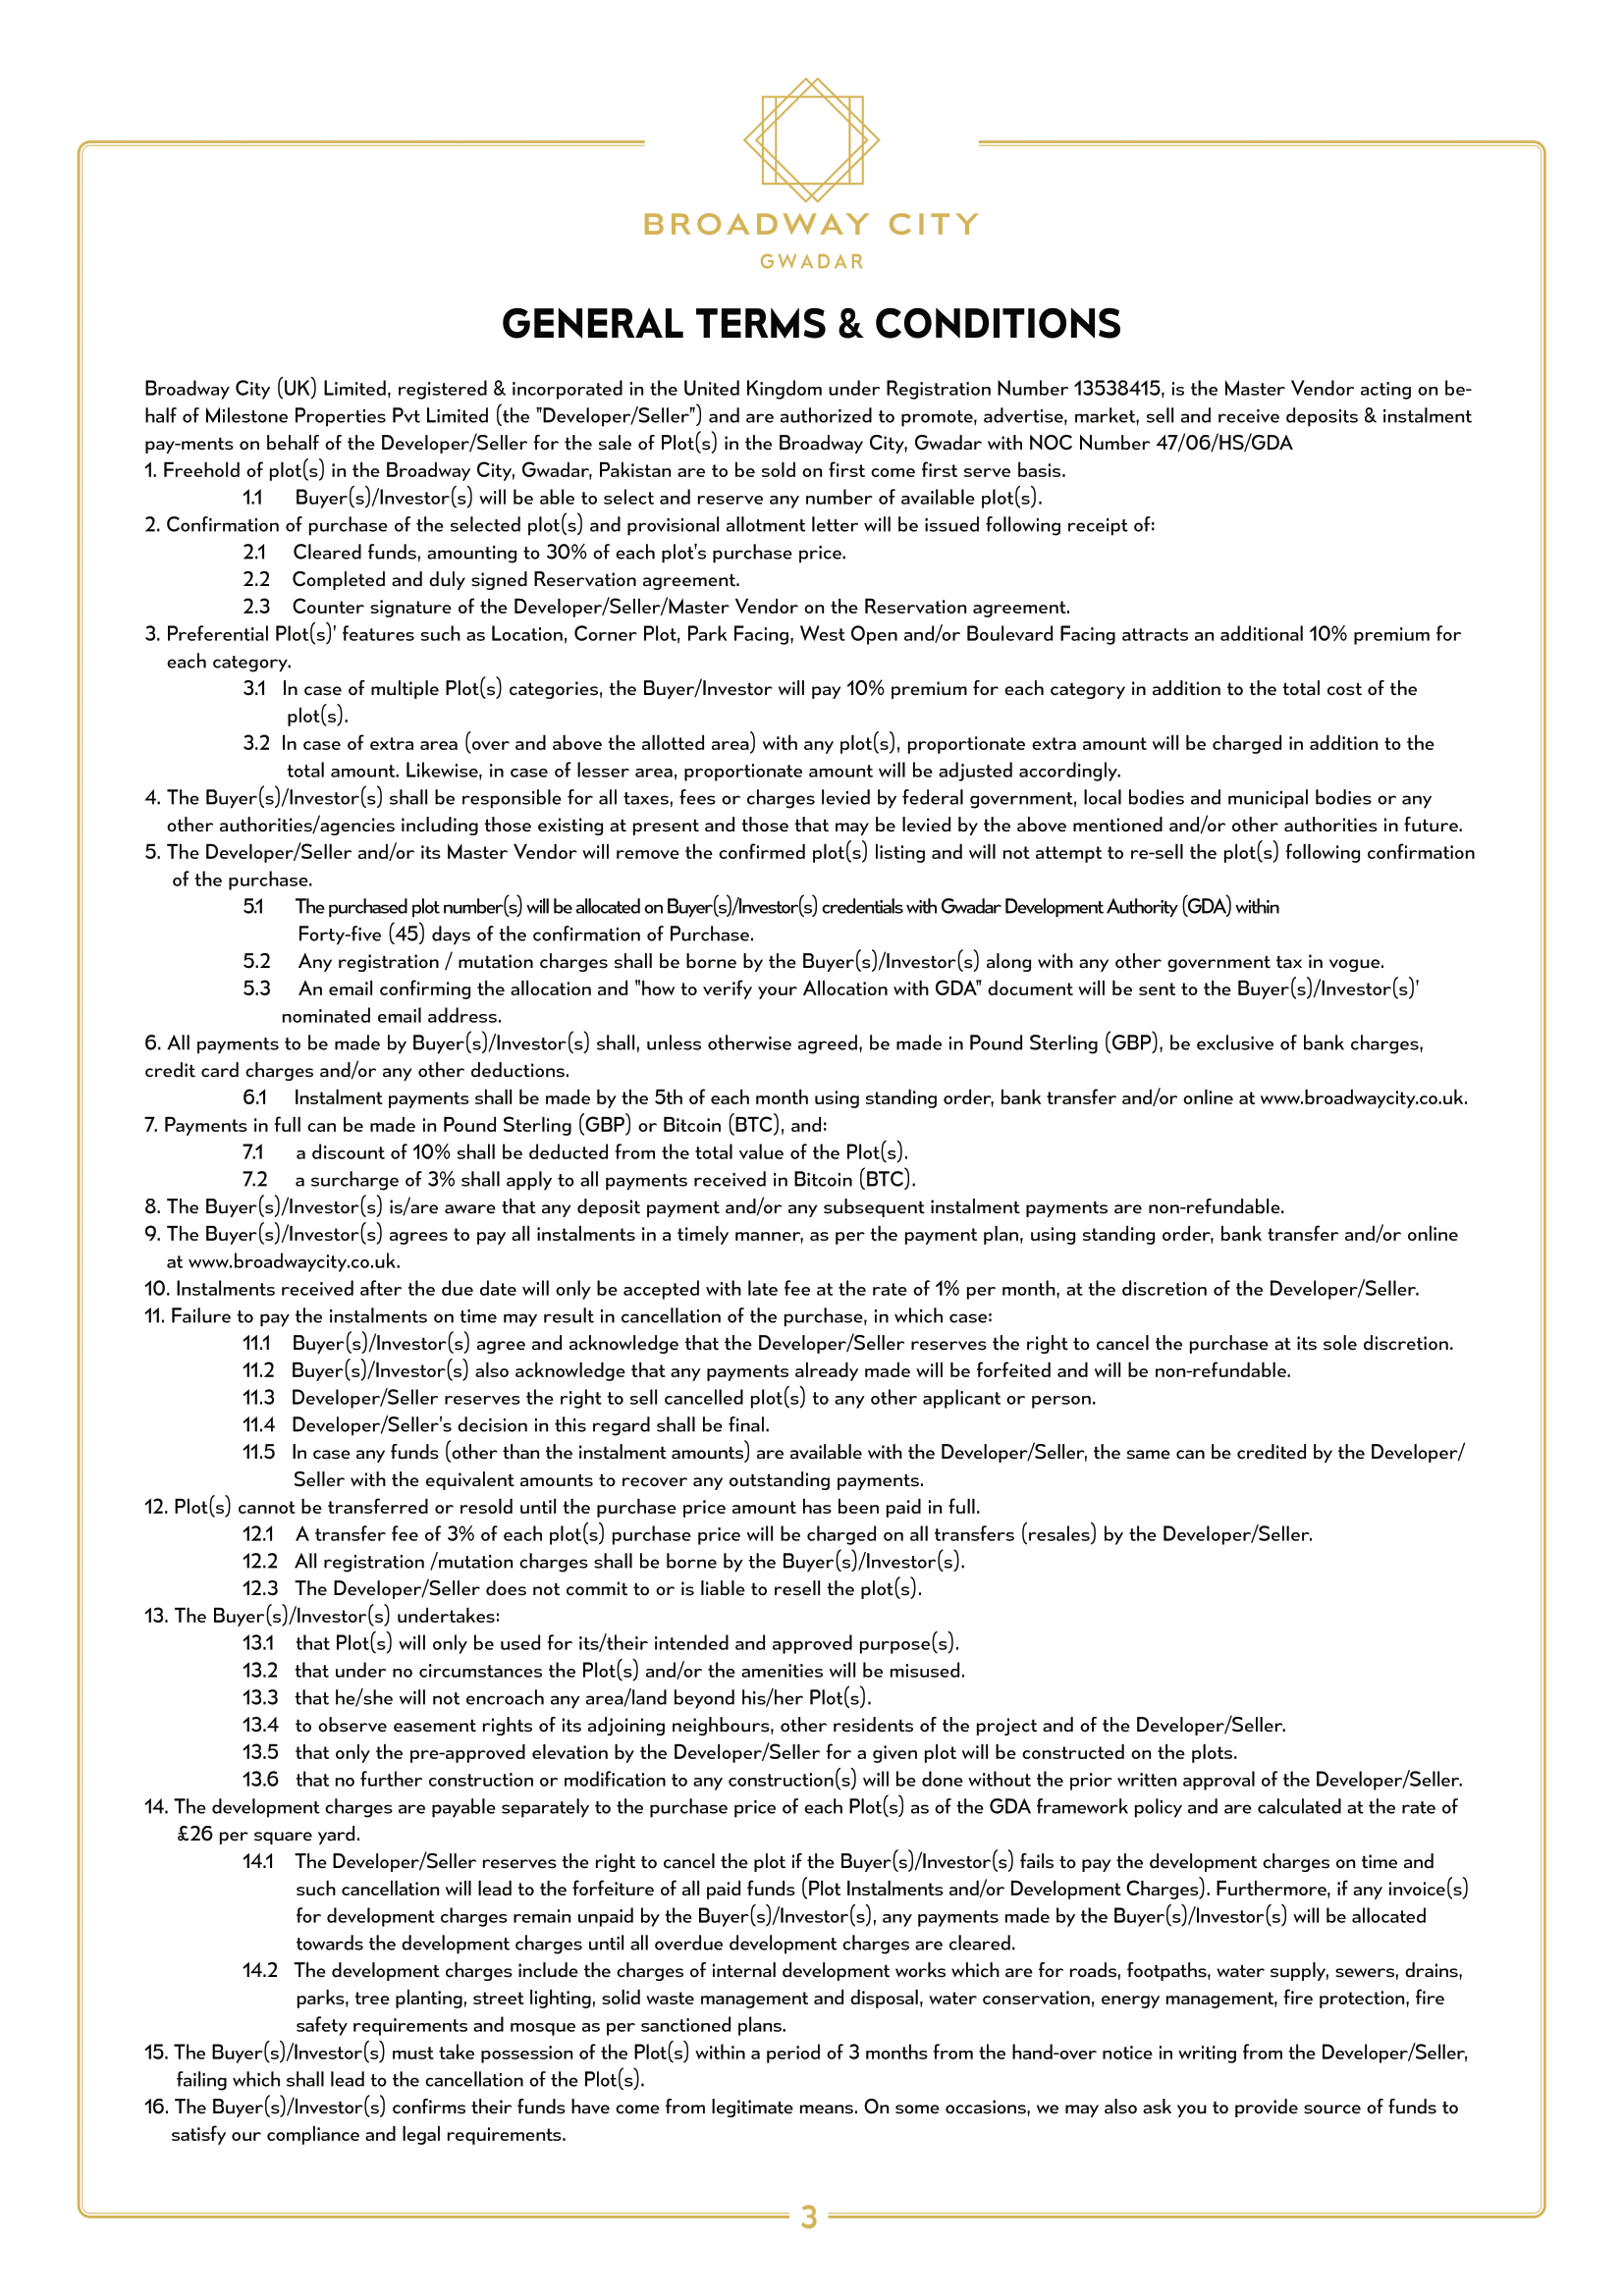 BROADWAY CITY
GWADAR
GENERAL TERMS & CONDITIONS
Broadway City (UK) Limited, registered & incorporated in the United Kingdom under Registration Number 13538415, is the Master Vendor acting on be-
half of Milestone Properties Pvt Limited (the "Developer/Seller") and are authorized to promote, advertise, market, sell and receive deposits & instalment
pay-ments on behalf of the Developer/Seller for the sale of Plot(s) in the Broadway City, Gwadar with NOC Number 47/06/HS/GDA
1. Freehold of plot(s) in the Broadway City, Gwadar, Pakistan are to be sold on first come first serve basis.
1.1 Buyer(s)/Investor(s) will be able to select and reserve any number of available plot(s).
2. Confirmation of purchase of the selected plot(s) and provisional allotment letter will be issued following receipt of:
2.1 Cleared funds, amounting to 30% of each plot's purchase price.
2.2 Completed and duly signed Reservation agreement.
2.3 Counter signature of the Developer/Seller/Master Vendor on the Reservation agreement.
3. Preferential Plot(s)' features such as Location, Corner Plot, Park Facing, West Open and/or Boulevard Facing attracts an additional 10% premium for
each category.
3.1 In case of multiple Plot(s) categories, the Buyer/Investor will pay 10% premium for each category in addition to the total cost of the
plot(s).
3.2 In case of extra area (over and above the allotted area) with any plot(s), proportionate extra amount will be charged in addition to the
total amount. Likewise, in case of lesser area, proportionate amount will be adjusted accordingly.
4. The Buyer(s)/Investor(s) shall be responsible for all taxes, fees or charges levied by federal government, local bodies and municipal bodies or any
other authorities/agencies including those existing at present and those that may be levied by the above mentioned and/or other authorities in future.
5. The Developer/Seller and/or its Master Vendor will remove the confirmed plot(s) listing and will not attempt to re-sell the plot(s) following confirmation
of the purchase.
5.1 The purchased plot number(s) will be allocated on Buyer(s)/Investor(s) credentials with Gwadar Development Authority (GDA) within
Forty-five (45) days of the confirmation of Purchase.
5.2 Any registration / mutation charges shall be borne by the Buyer(s)/Investor(s) along with any other government tax in vogue.
5.3 An email confirming the allocation and "how to verify your Allocation with GDA" document will be sent to the Buyer(s)/Investor(s)'
nominated email address.
6. All payments to be made by Buyer(s)/Investor(s) shall, unless otherwise agreed, be made in Pound Sterling (GBP), be exclusive of bank charges,
credit card charges and/or any other deductions.
6.1 Instalment payments shall be made by the 5th of each month using standing order, bank transfer and/or online at www.broadwaycity.co.uk.
7. Payments in full can be made in Pound Sterling (GBP) or Bitcoin (BTC), and:
7.1 a discount of 10% shall be deducted from the total value of the Plot(s).
7.2 a surcharge of 3% shall apply to all payments received in Bitcoin (BTC).
8. The Buyer(s)/Investor(s) is/are aware that any deposit payment and/or any subsequent instalment payments are non-refundable.
9. The Buyer(s)/Investor(s) agrees to pay all instalments in a timely manner, as per the payment plan, using standing order, bank transfer and/or online
at www.broadwaycity.co.uk.
10. Instalments received after the due date will only be accepted with late fee at the rate of 1% per month, at the discretion of the Developer/Seller.
11. Failure to pay the instalments on time may result in cancellation of the purchase, in which case:
11.1 Buyer(s)/Investor(s) agree and acknowledge that the Developer/Seller reserves the right to cancel the purchase at its sole discretion.
11.2 Buyer(s)/Investor(s) also acknowledge that any payments already made will be forfeited and will be non-refundable.
11.3 Developer/Seller reserves the right to sell cancelled plot(s) to any other applicant or person.
11.4 Developer/Seller's decision in this regard shall be final.
11.5 In case any funds (other than the instalment amounts) are available with the Developer/Seller, the same can be credited by the Developer/
Seller with the equivalent amounts to recover any outstanding payments.
12. Plot(s) cannot be transferred or resold until the purchase price amount has been paid in full.
12.1 A transfer fee of 3% of each plot(s) purchase price will be charged on all transfers (resales) by the Developer/Seller.
12.2 All registration /mutation charges shall be borne by the Buyer(s)/Investor(s).
12.3 The Developer/Seller does not commit to or is liable to resell the plot(s).
13. The Buyer(s)/Investor(s) undertakes:
13.1 that Plot(s) will only be used for its/their intended and approved purpose(s).
13.2 that under no circumstances the Plot(s) and/or the amenities will be misused.
13.3 that he/she will not encroach any area/land beyond his/her Plot(s).
13.4 to observe easement rights of its adjoining neighbours, other residents of the project and of the Developer/Seller.
13.5 that only the pre-approved elevation by the Developer/Seller for a given plot will be constructed on the plots.
13.6 that no further construction or modification to any construction(s) will be done without the prior written approval of the Developer/Seller.
14. The development charges are payable separately to the purchase price of each Plot(s) as of the GDA framework policy and are calculated at the rate of
£26 per square yard.
14.1 The Developer/Seller reserves the right to cancel the plot if the Buyer(s)/Investor(s) fails to pay the development charges on time and
such cancellation will lead to the forfeiture of all paid funds (Plot Instalments and/or Development Charges). Furthermore, if any invoice(s)
for development charges remain unpaid by the Buyer(s)/Investor(s), any payments made by the Buyer(s)/Investor(s) will be allocated
towards the development charges until all overdue development charges are cleared.
14.2 The development charges include the charges of internal development works which are for roads, footpaths, water supply, sewers, drains,
parks, tree planting, street lighting, solid waste management and disposal, water conservation, energy management, fire protection, fire
safety requirements and mosque as per sanctioned plans.
15. The Buyer(s)/Investor(s) must take possession of the Plot(s) within a period of 3 months from the hand-over notice in writing from the Developer/Seller,
failing which shall lead to the cancellation of the Plot(s).
16. The Buyer(s)/Investor(s) confirms their funds have come from legitimate means. On some occasions, we may also ask you to provide source of funds to
satisfy our compliance and legal requirements.
3